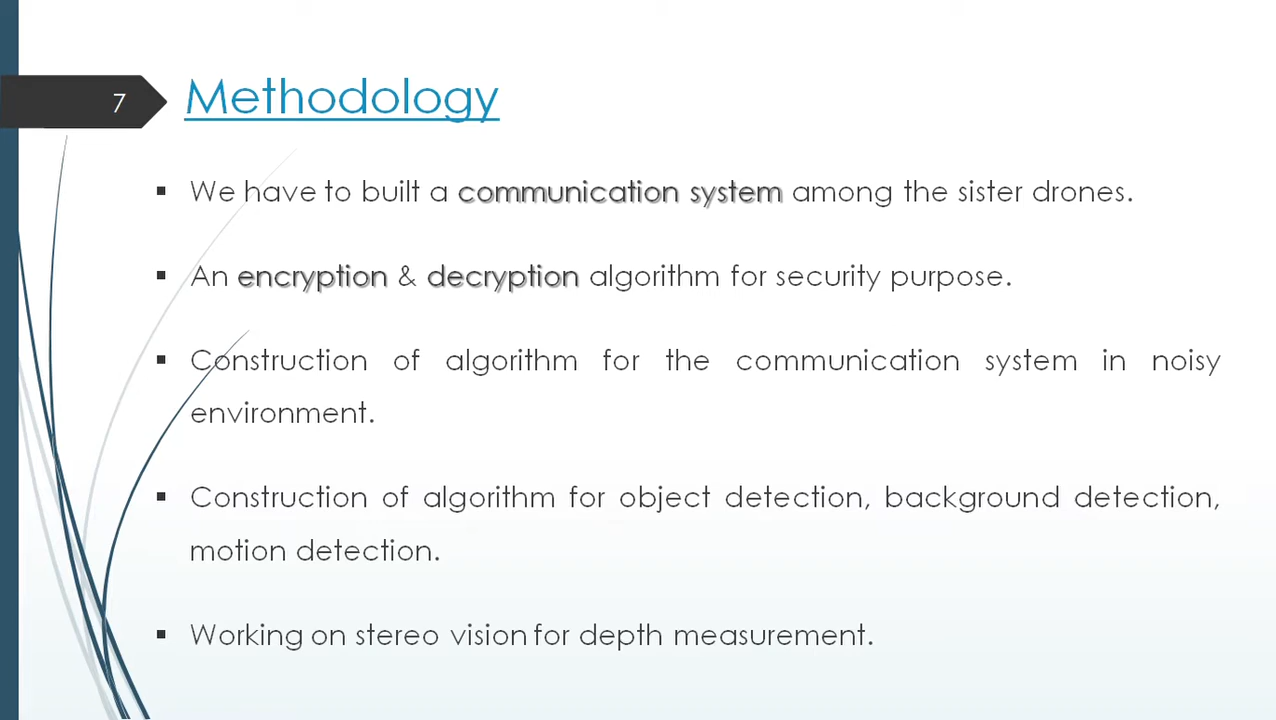 7
Methodology
▪ We have to built a communication system among the sister drones.
▪ An encryption & decryption algorithm for security purpose.
▪ Construction of algorithm for the communication system in noisy
environment.
▪ Construction of algorithm for object detection, background detection,
motion detection.
▪ Working on stereo vision for depth measurement.